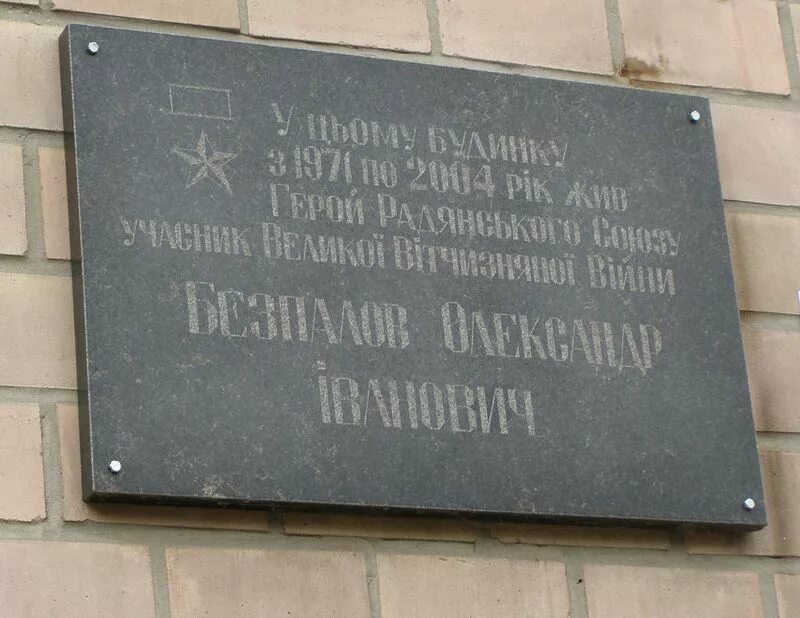 У цьому будинку
з 1971 по 2004 рік жив
Герой Радянського Союзу
учасник Великої Вітчизняної Війни
Безпалов Олександр
Іванович